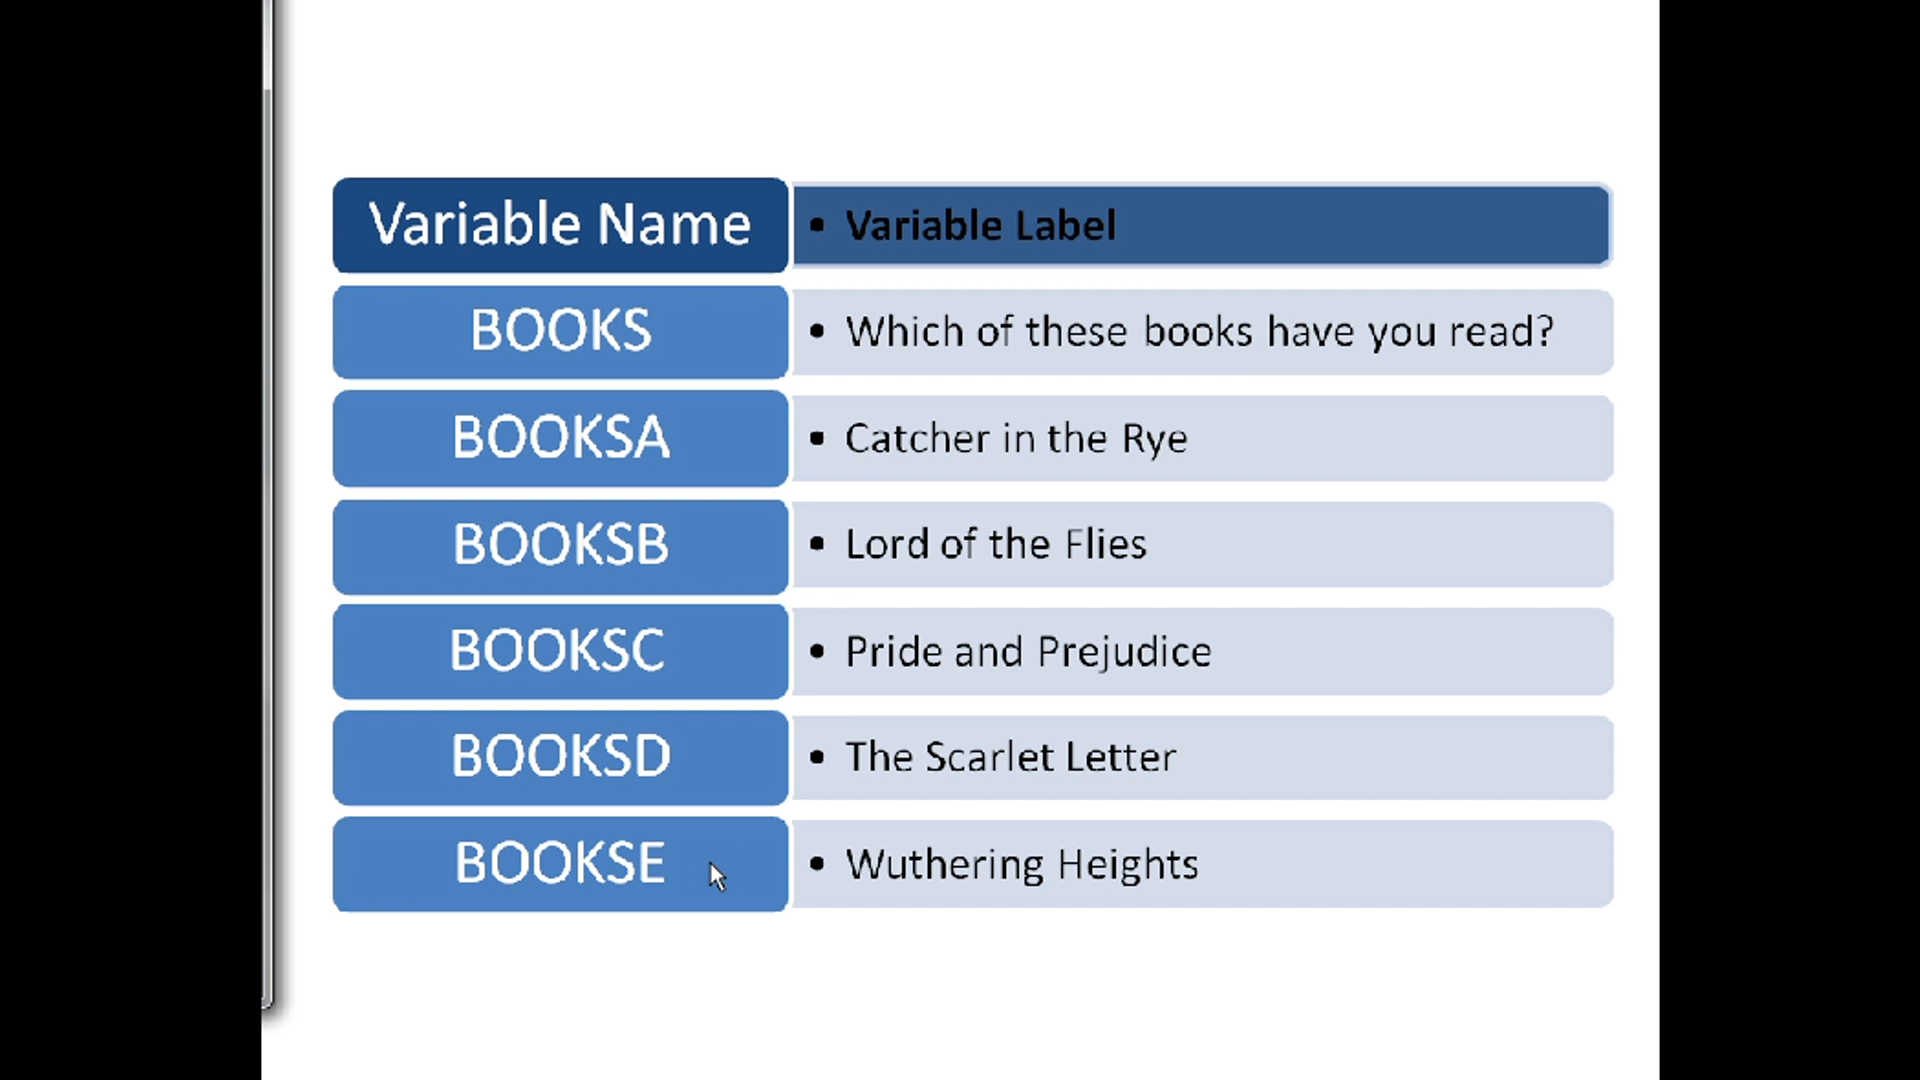 Variable Name • Variable Label
BOOKS • Which of these books have you read?
BOOKSA • Catcher in the Rye
BOOKSB • Lord of the Flies
BOOKSC • Pride and Prejudice
BOOKSD • The Scarlet Letter
BOOKSE • Wuthering Heights